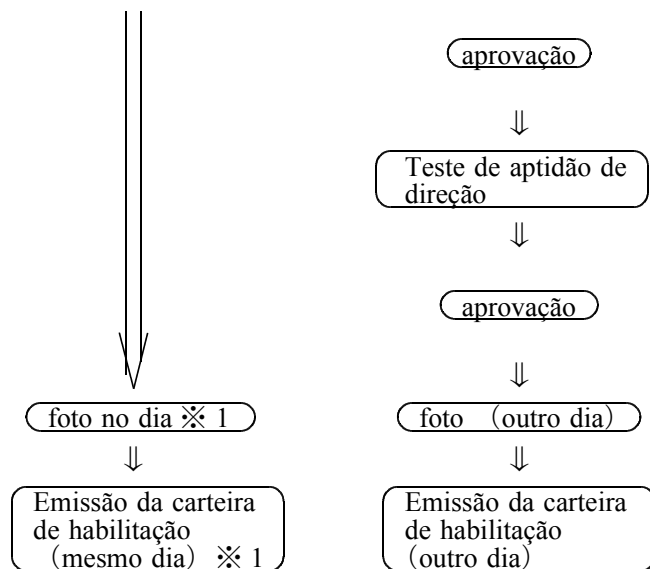 aprovação
⇓
Teste de aptidão de
direção
⇓
aprovação
⇓
foto no dia ※ 1
foto （outro dia）
⇓
⇓
Emissão da carteira
de habilitação
（mesmo dia）※ 1
Emissão da carteira
de habilitação
（outro dia）